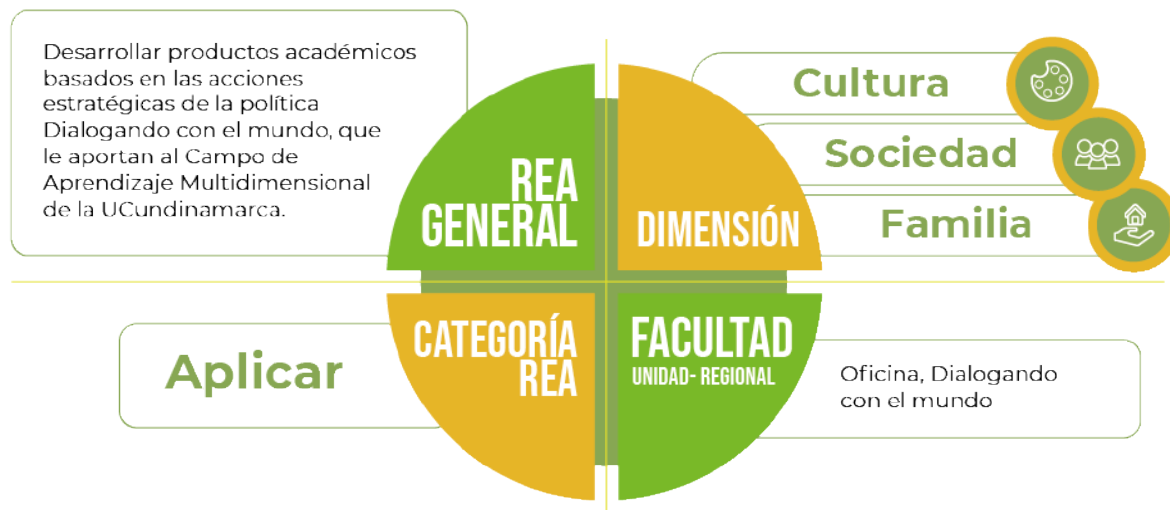 Desarrollar productos académicos
basados en las acciones
estratégicas de la política
Dialogando con el mundo, que
le aportan al Campo de
Aprendizaje Multidimensional
de la UCundinamarca.
REA
GENERAL
DIMENSIÓN
Cultura
Sociedad
Familia
Aplicar
CATEGORÍA
REA
FACULTAD
UNIDAD- REGIONAL
Oficina, Dialogando
con el mundo